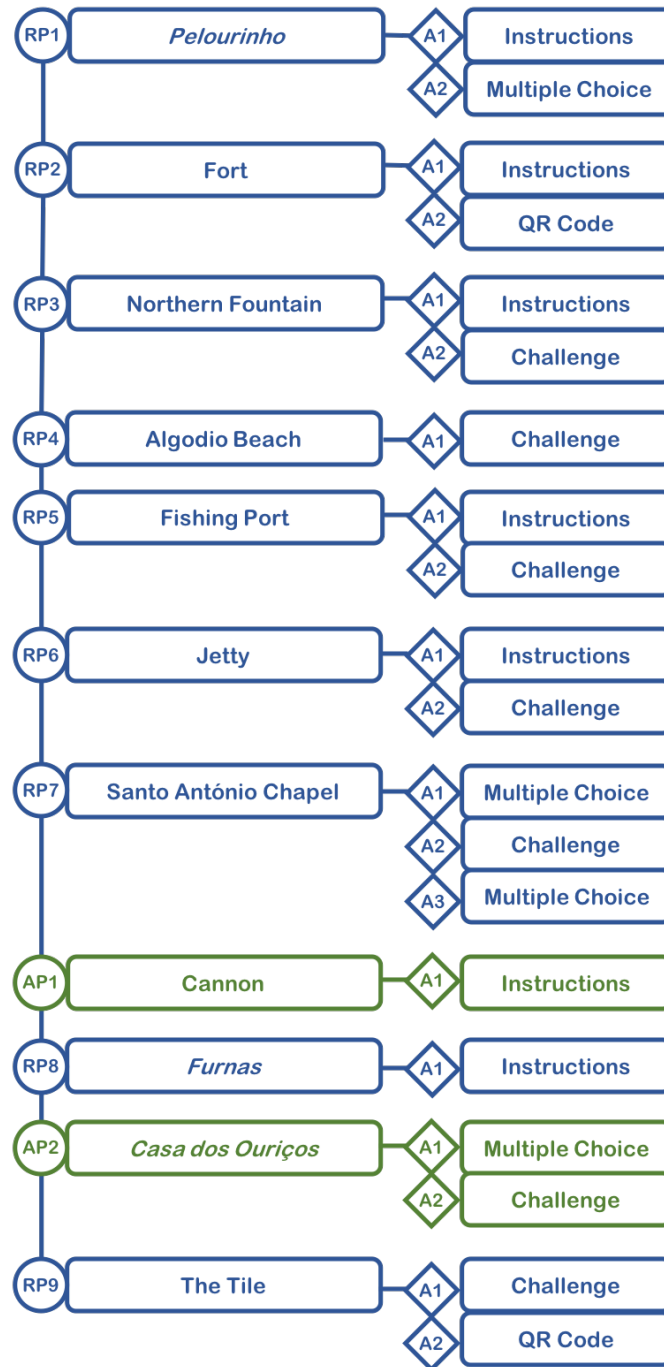 RP1 Pelourinho A1 Instructions
A2 Multiple Choice
RP2 Fort A1 Instructions
A2 QR Code
RP3 Northern Fountain A1 Instructions
A2 Challenge
RP4 Algodio Beach A1 Challenge
RP5 Fishing Port A1 Instructions
A2 Challenge
RP6 Jetty A1 Instructions
A2 Challenge
RP7 Santo António Chapel A1 Multiple Choice
A2 Challenge
A3 Multiple Choice
AP1 Cannon A1 Instructions
RP8 Furnas A1 Instructions
AP2 Casa dos Ouriços A1 Multiple Choice
A2 Challenge
RP9 The Tile A1 Challenge
A2 QR Code